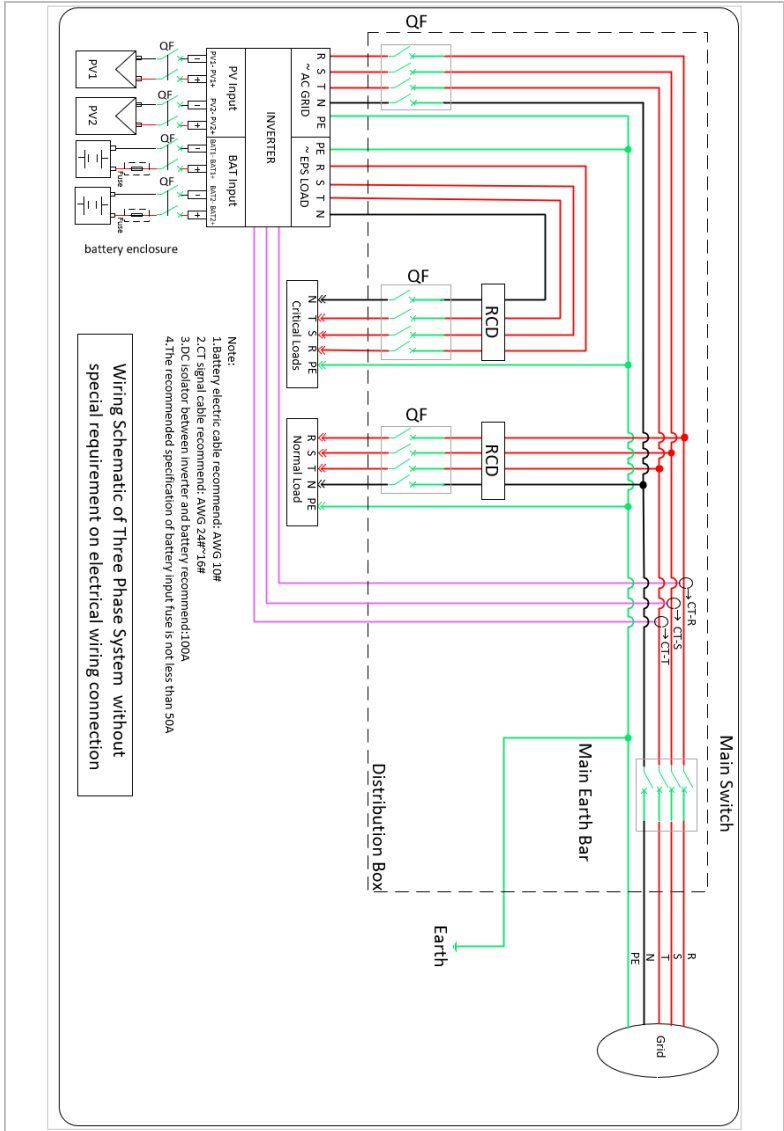 QF
Main Switch
R
S
T
N
PE
~ AC GRID
PE
R
S
T
N
~ EPS LOAD
INVERTER
PV Input
BAT Input
PV1- PV1+
PV2- PV2+
BAT1- BAT1+
BAT2- BAT2+
QF
QF
QF
QF
PV1
PV2
Fuse
Fuse
battery enclosure
QF
RCD
N T S R PE
Critical Loads
QF
RCD
R S T N PE
Normal Load
CT-R
CT-S
CT-T
Main Earth Bar
Distribution Box
Earth
R
S
T
N
PE
Grid
Note:
1.Battery electric cable recommend: AWG 10#
2.CT signal cable recommend: AWG 24#~16#
3.DC isolator between inverter and battery recommend:100A
4.The recommended specification of battery input fuse is not less than 50A
Wiring Schematic of Three Phase System without
special requirement on electrical wiring connection